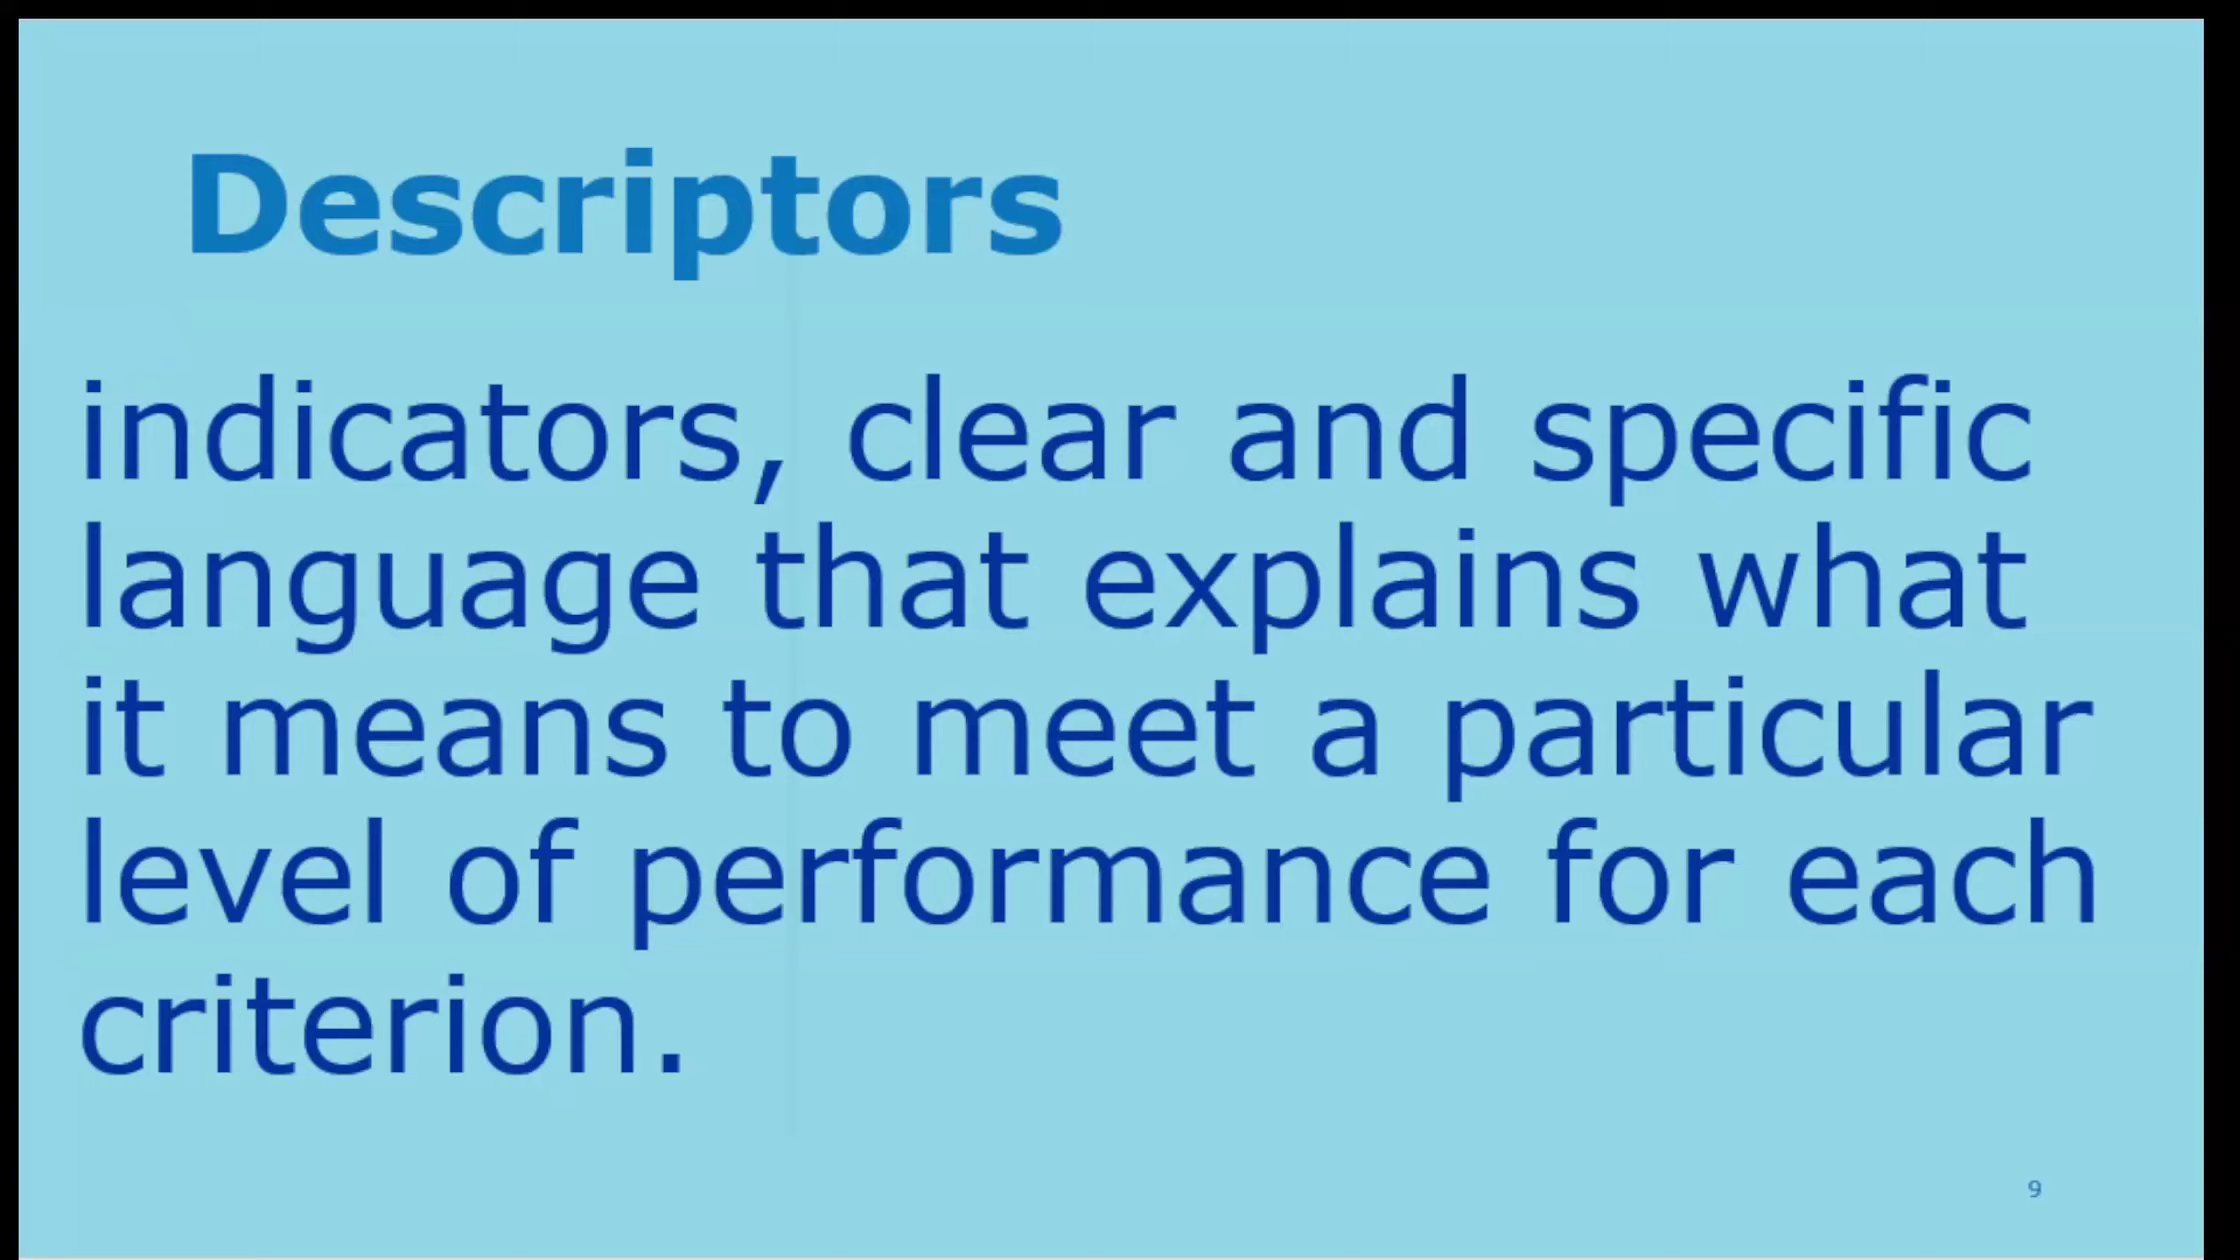 Descriptors
indicators, clear and specific
language that explains what
it means to meet a particular
level of performance for each
criterion.
9